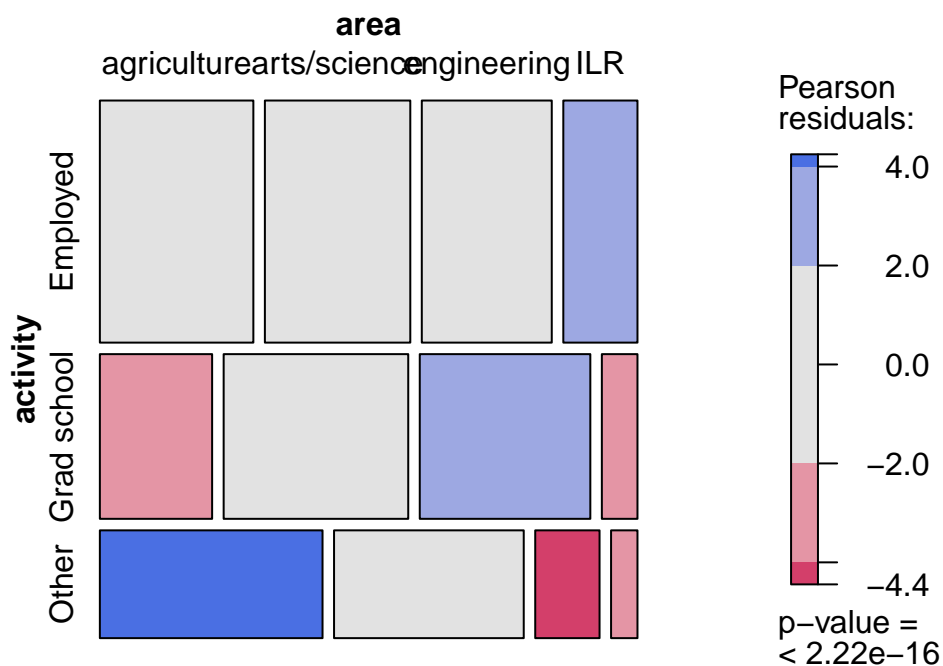 area
agriculture arts/science engineering ILR
Pearson
residuals:
4.0
2.0
0.0
−2.0
−4.4
p−value =
< 2.22e−16
activity
Employed
Grad school
Other